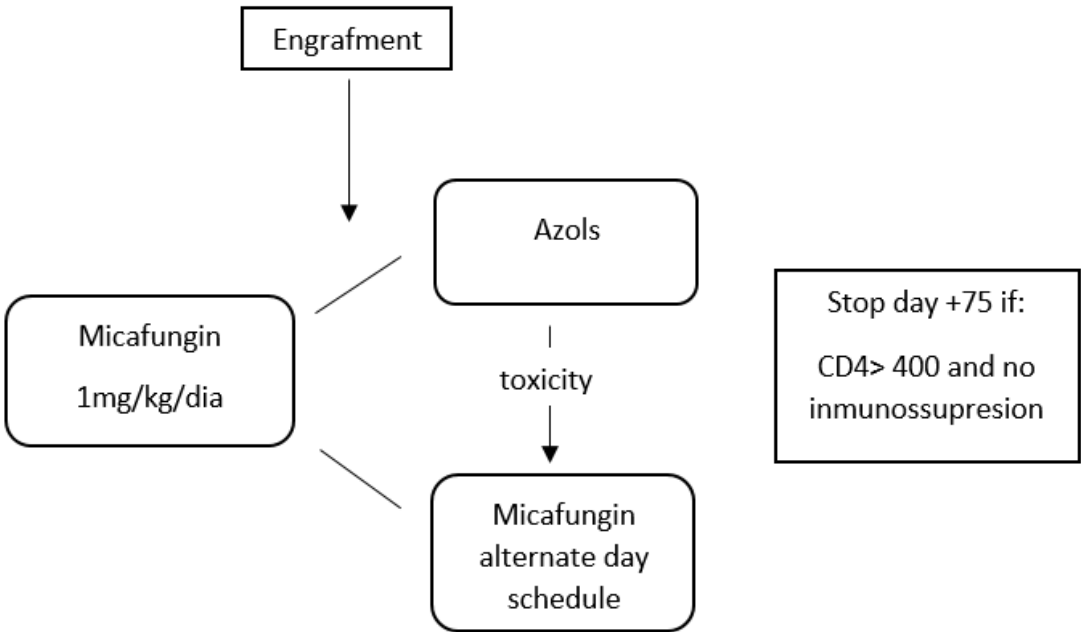 Engrafment
Azols
Micafungin
1mg/kg/dia
toxicity
Micafungin
alternate day
schedule
Stop day +75 if:
CD4> 400 and no
inmunossupresion